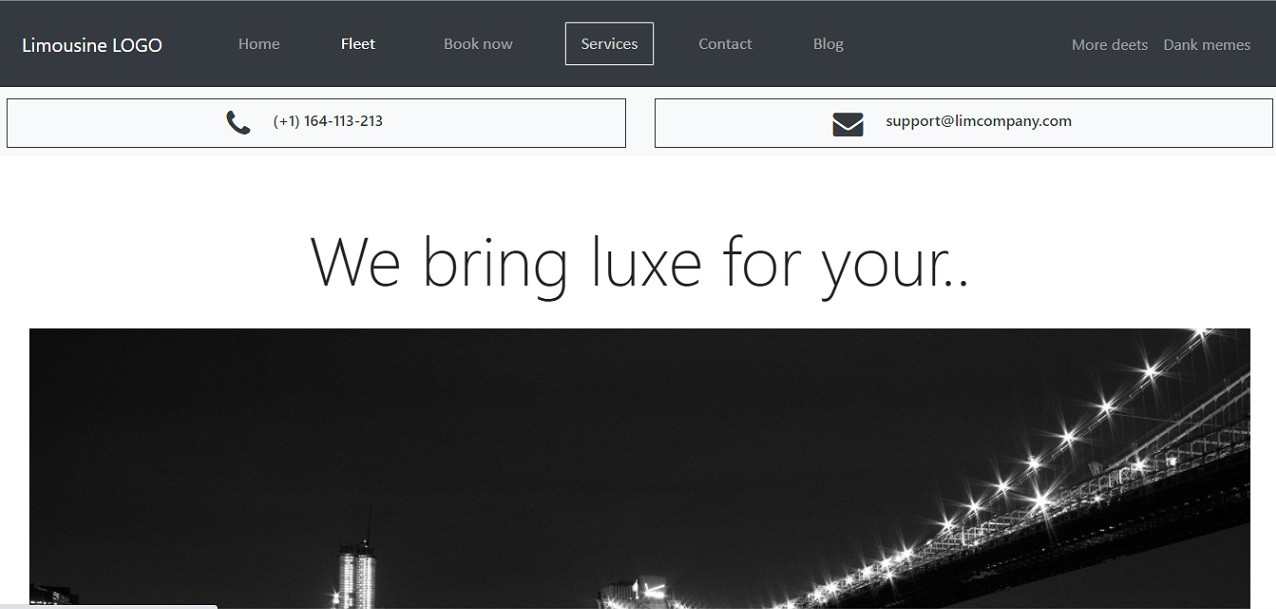 Limousine LOGO Home Fleet Book now Services Contact Blog More deets Dank memes
(+1) 164-113-213 support@limcompany.com
We bring luxe for your..